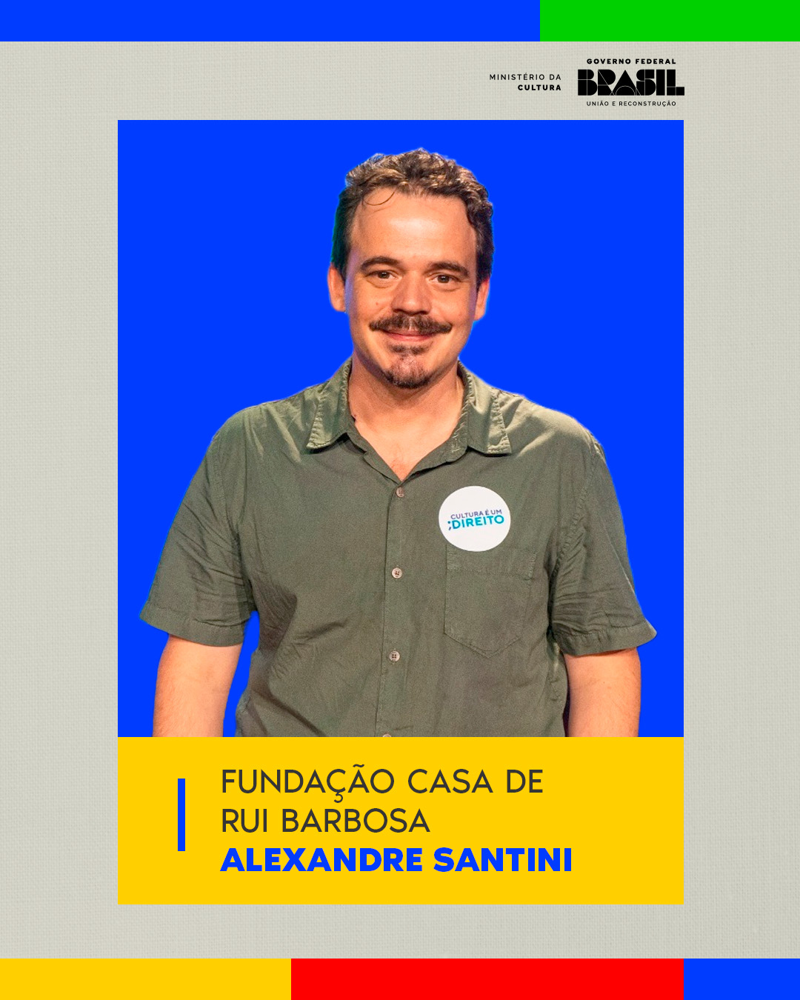 GOVERNO FEDERAL
MINISTÉRIO DA
CULTURA
BRASIL
UNIÃO E RECONSTRUÇÃO
CULTURA É UM
;DIREITO
FUNDAÇÃO CASA DE
RUI BARBOSA
ALEXANDRE SANTINI